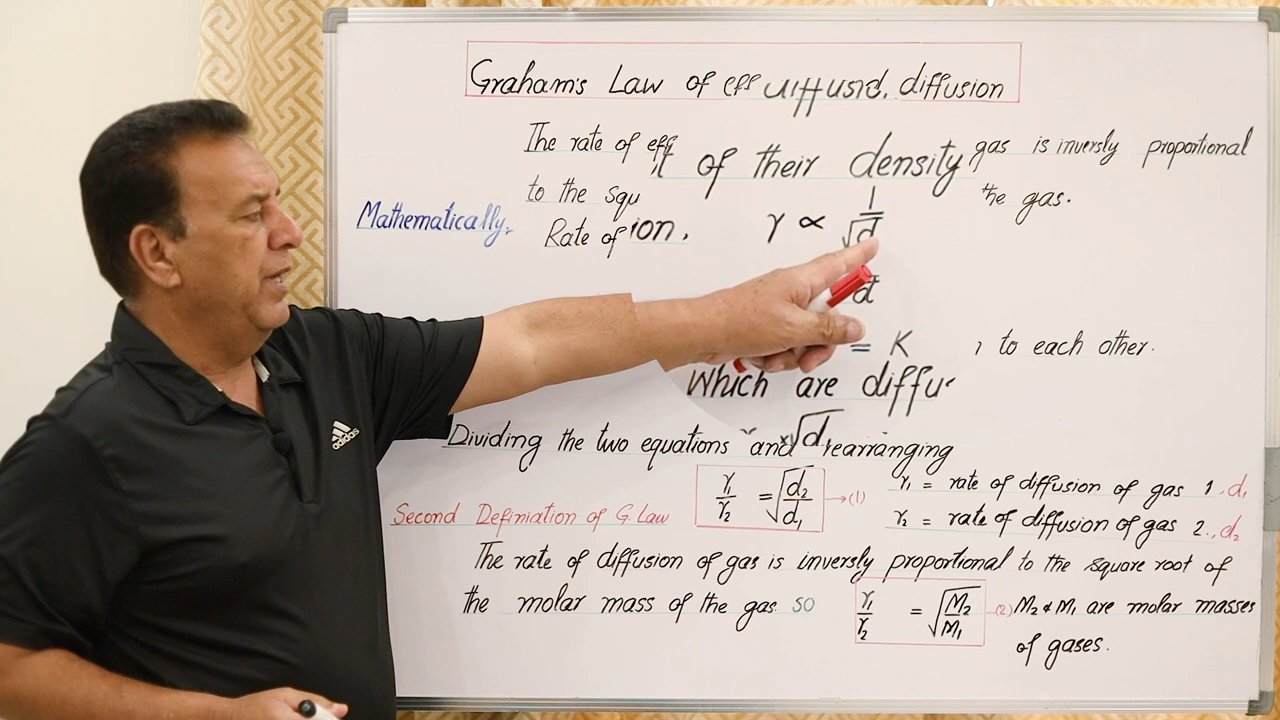 Graham's Law of eff diffusion
The rate of eff it of their density gas is inversly proportional
to the squ the gas.
Mathematically, Rate of ion. γ ∝ 1/√d
d
= K to each other.
Which are diffu
√d
Dividing the two equations and rearranging
γ1/γ2 = √d2/d1 →(1) γ1 = rate of diffusion of gas 1, d1
Second Definiation of G.Law γ2 = rate of diffusion of gas 2., d2
The rate of diffusion of gas is inversly proportional to the square root of
the molar mass of the gas so γ1/γ2 = √M2/M1 (2) M2 & M1 are molar masses
of gases.
adidas